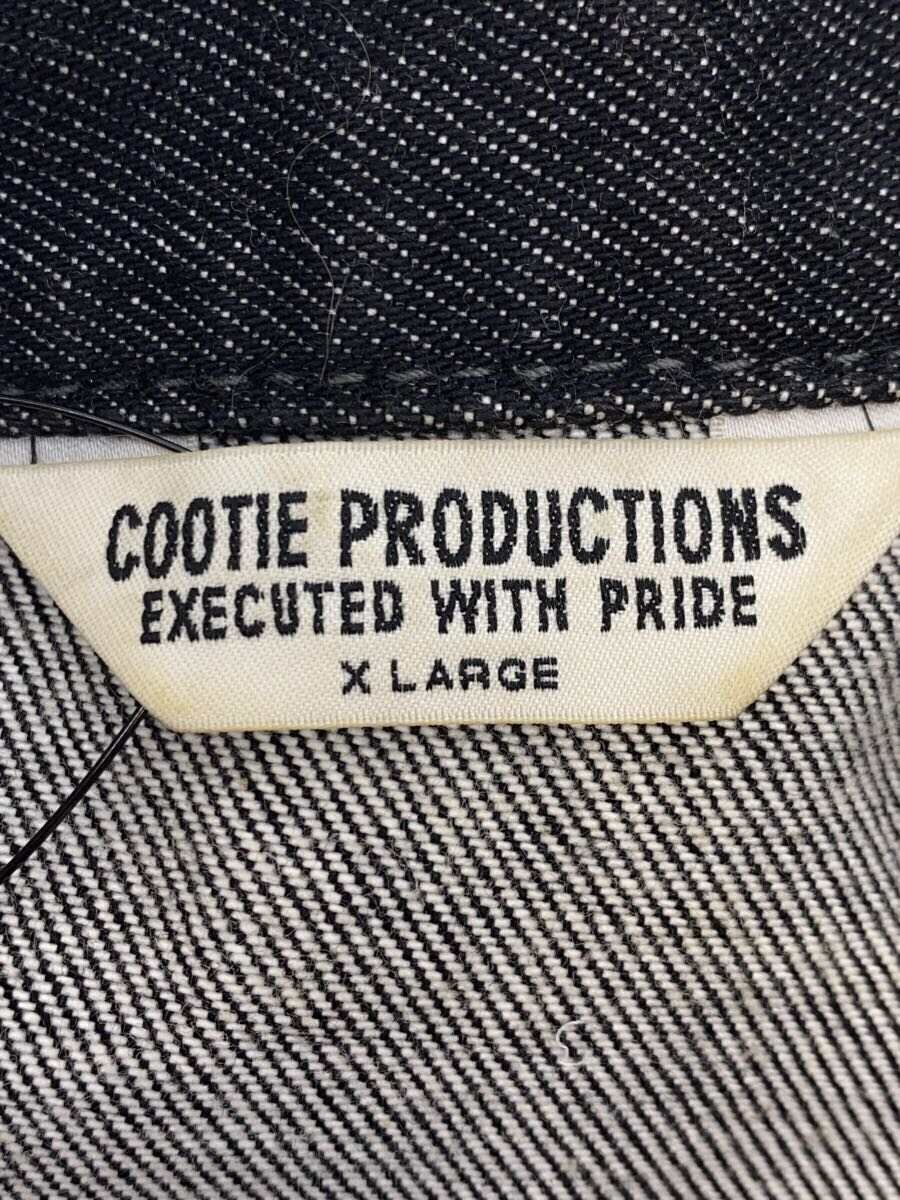 COOTIE PRODUCTIONS
EXECUTED WITH PRIDE
X LARGE